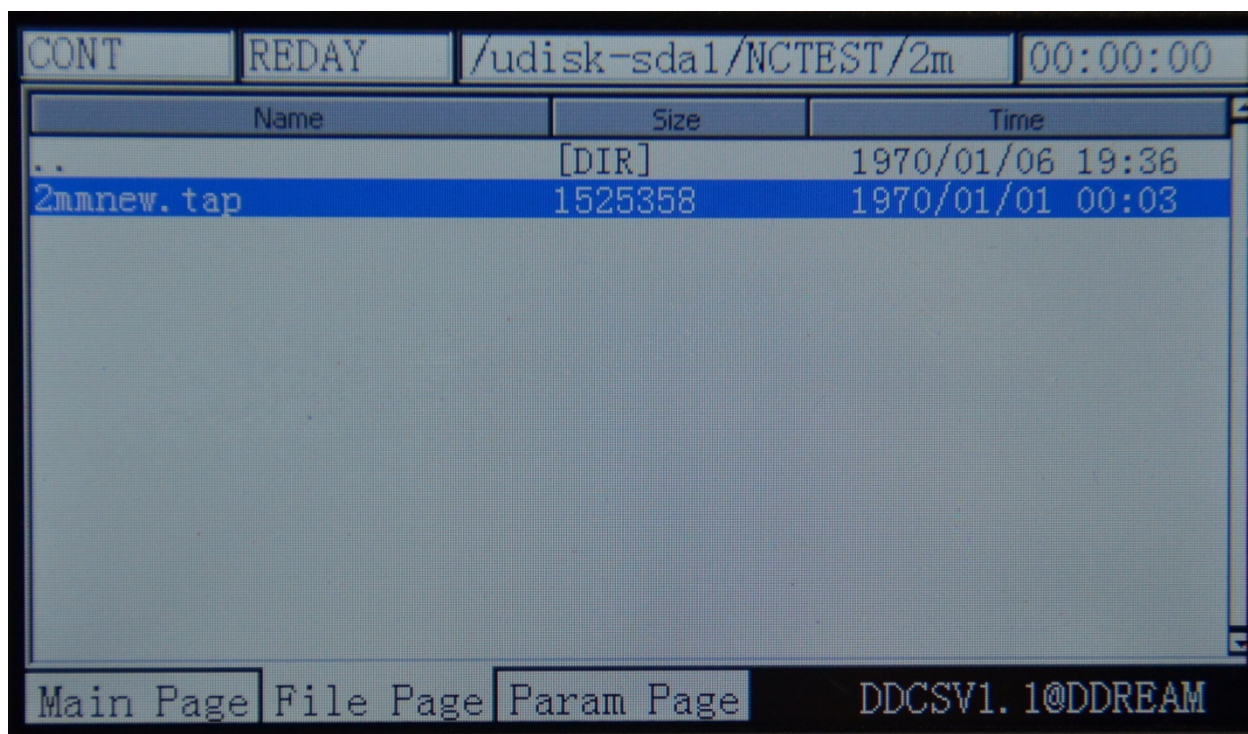 CONT REDAY /udisk-sda1/NCTEST/2m 00:00:00
Name Size Time
.. [DIR] 1970/01/06 19:36
2mmnew.tap 1525358 1970/01/01 00:03
Main Page File Page Param Page DDCSV1.1@DDREAM